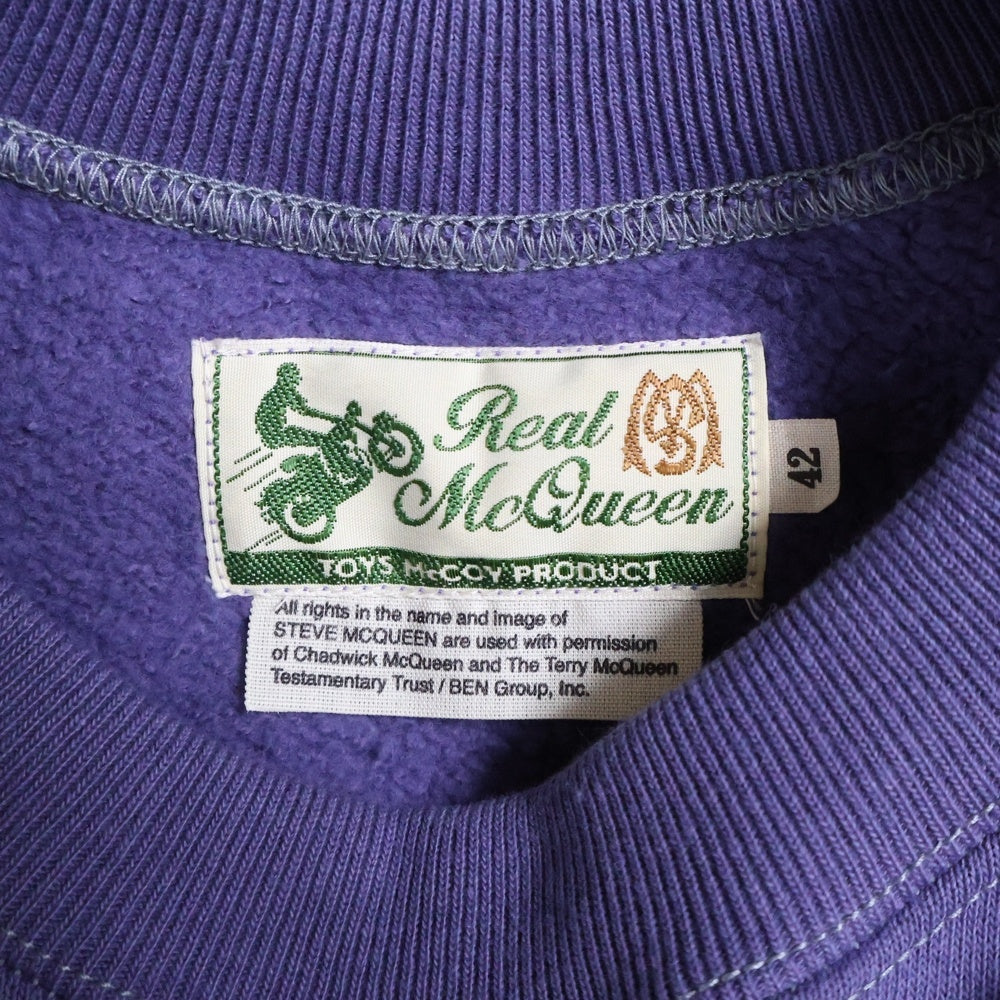 Real
McQueen
42
TOYS McCOY PRODUCT
All rights in the name and image of
STEVE MCQUEEN are used with permission
of Chadwick McQueen and The Terry McQueen
Testamentary Trust / BEN Group, Inc.